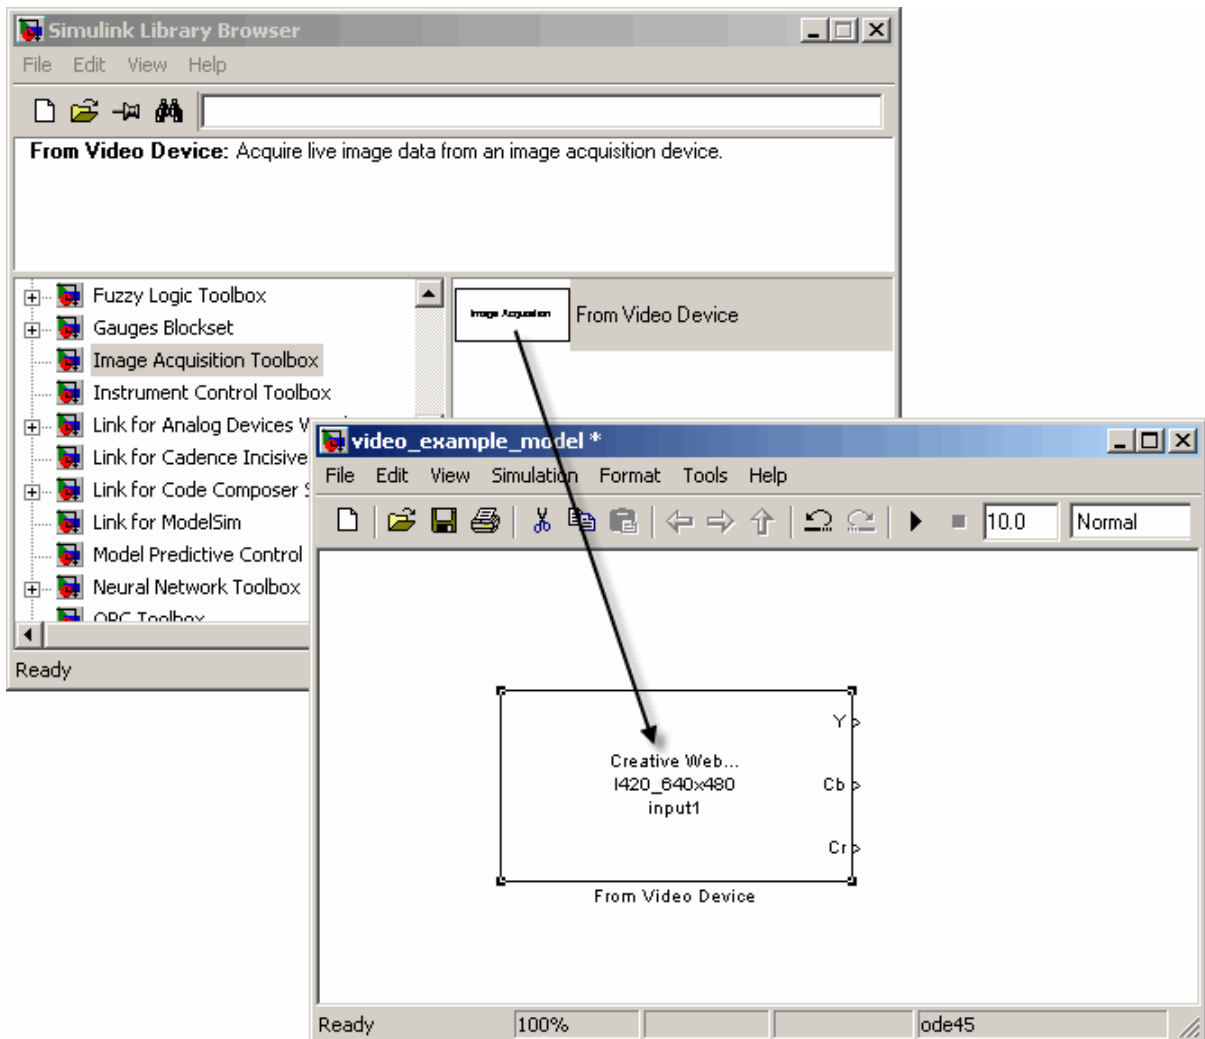 Simulink Library Browser
File Edit View Help
From Video Device: Acquire live image data from an image acquisition device.
Fuzzy Logic Toolbox
Gauges Blockset
Image Acquisition Toolbox
Instrument Control Toolbox
Link for Analog Devices
Link for Cadence Incisive
Link for Code Composer
Link for ModelSim
Model Predictive Control
Neural Network Toolbox
OPC Toolbox
Ready
Image Acquisition
From Video Device
video_example_model *
File Edit View Simulation Format Tools Help
10.0 Normal
Y
Creative Web...
I420_640x480
input1
Cb
Cr
From Video Device
Ready 100% ode45